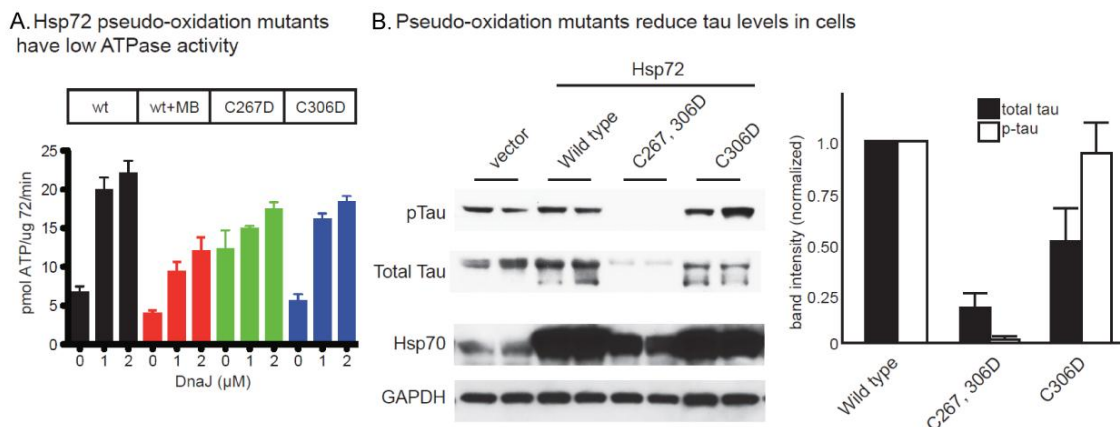 A. Hsp72 pseudo-oxidation mutants
have low ATPase activity
wt wt+MB C267D C306D
pmol ATP/ug 72/min
25
20
15
10
5
0
0 1 2 0 1 2 0 1 2 0 1 2
DnaJ (µM)
B. Pseudo-oxidation mutants reduce tau levels in cells
Hsp72
vector Wild type C267, 306D C306D
pTau
Total Tau
Hsp70
GAPDH
band intensity (normalized)
1.0
0.75
0.50
0.25
0
total tau
p-tau
Wild type C267, 306D C306D